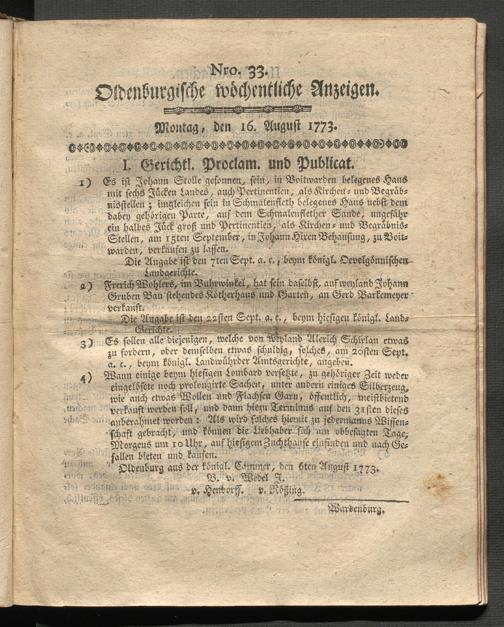 Nro. 33.
Oldenburgische wöchentliche Anzeigen.
Montag, den 16. August 1773.
I. Gerichtl. Proclam. und Publicat.
1) Es ist Johann Stolle gesonnen, sein, in Boitwarden belegenes Haus
mit sechs Jücken Landes, auch Pertinentien, als Kirchen- und Begräb-
nißstellen; imgleichen sein in Schmalenfleth belegenes Haus nebst dem
dabey gehörigen Parte, auf dem Schmalenflether Sande, ungefähr
ein halbes Jück groß und Pertinentien, als Kirchen- und Begräbniß-
Stellen, am 15ten September, in Johann Hixen Behausung, zu Boit-
warden, verkaufen zu lassen.
Die Angabe ist den 7ten Sept. a. c., beym königl. Oevelgönnischen
Landgerichte.
2) Frerich Wohlers, im Buhrwinkel, hat sein daselbst, auf weyland Johann
Gruben Bau stehendes Kötherhaus und Garten, an Gerd Barkemeyer
verkauft.
Die Angabe ist den 22sten Sept. a. c., beym hiesigen königl. Land-
Gerichte.
3) Es sollen alle diejenigen, welche von weyland Alerich Schirlan etwas
zu fordern, oder demselben etwas schuldig, solches, am 20sten Sept.
a. c., beym königl. Landwührder Amtsgerichte, angeben.
4) Wann einige beym hiesigen Lombard versetzte, zu gehöriger Zeit weder
eingelösete noch prolongirte Sachen, unter andern einiges Silberzeug,
wie auch etwas Wollen und Flachsen Garn, öffentlich, meistbietend
verkauft werden soll, und dann hiezu Terminus auf den 31sten dieses
anberahmet worden: Als wird solches hiemit zu jedermanns Wissen-
schaft gebracht, und können die Liebhaber sich am obbesagten Tage,
Morgens um 10 Uhr, auf hiesigem Zuchthause einfinden und nach Ge-
fallen bieten und kaufen.
Oldenburg aus der königl. Cammer, den 6ten August 1773.
B. v. Wedel J.
v. Hendorff. v. Rößing.
Wardenburg.